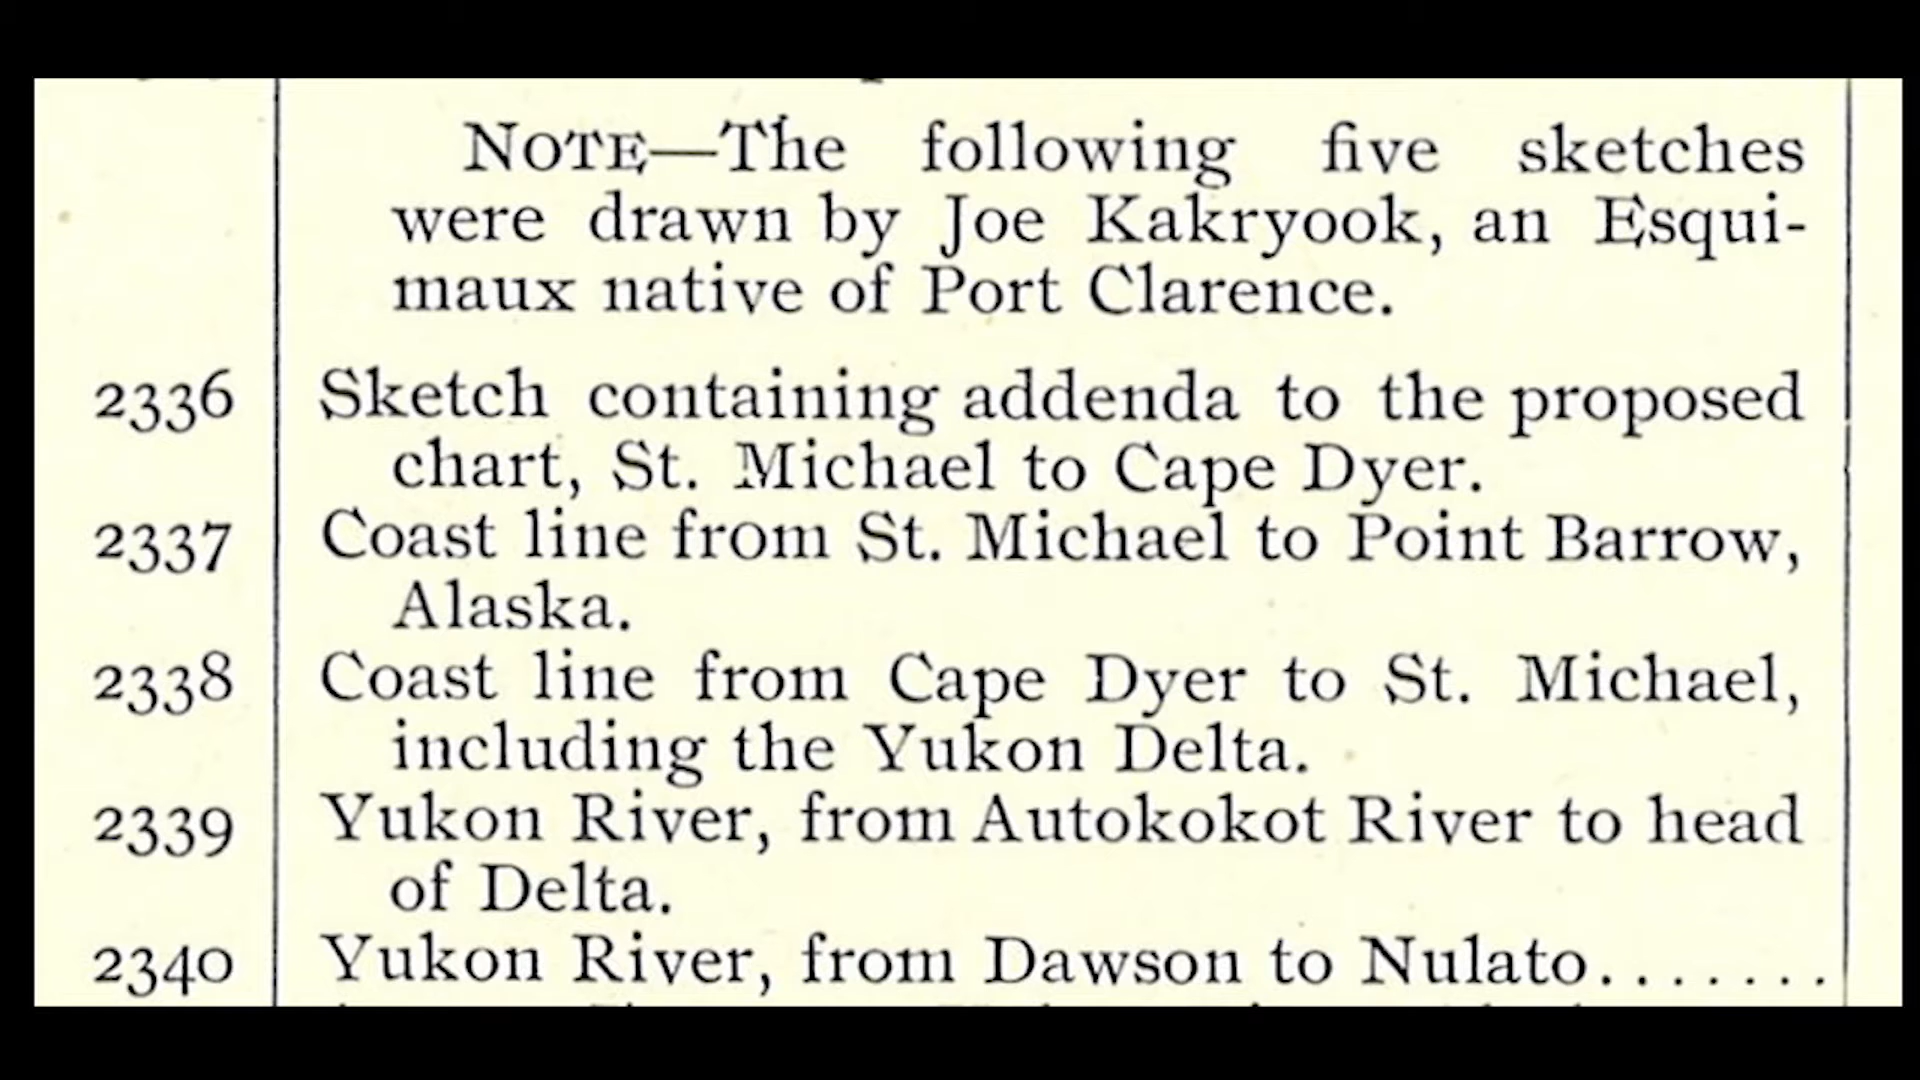 NOTE—The following five sketches
were drawn by Joe Kakryook, an Esqui-
maux native of Port Clarence.
2336 Sketch containing addenda to the proposed
chart, St. Michael to Cape Dyer.
2337 Coast line from St. Michael to Point Barrow,
Alaska.
2338 Coast line from Cape Dyer to St. Michael,
including the Yukon Delta.
2339 Yukon River, from Autokokot River to head
of Delta.
2340 Yukon River, from Dawson to Nulato.......